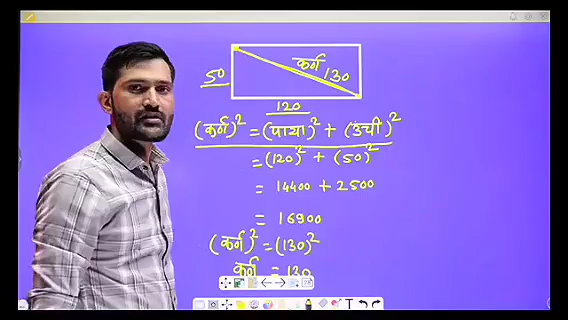 कर्ण
50
130
120
(कर्ण)² = (पाया)² + (उंची)²
= (120)² + (50)²
= 14400 + 2500
= 16900
(कर्ण)² = (130)²
कर्ण = 130